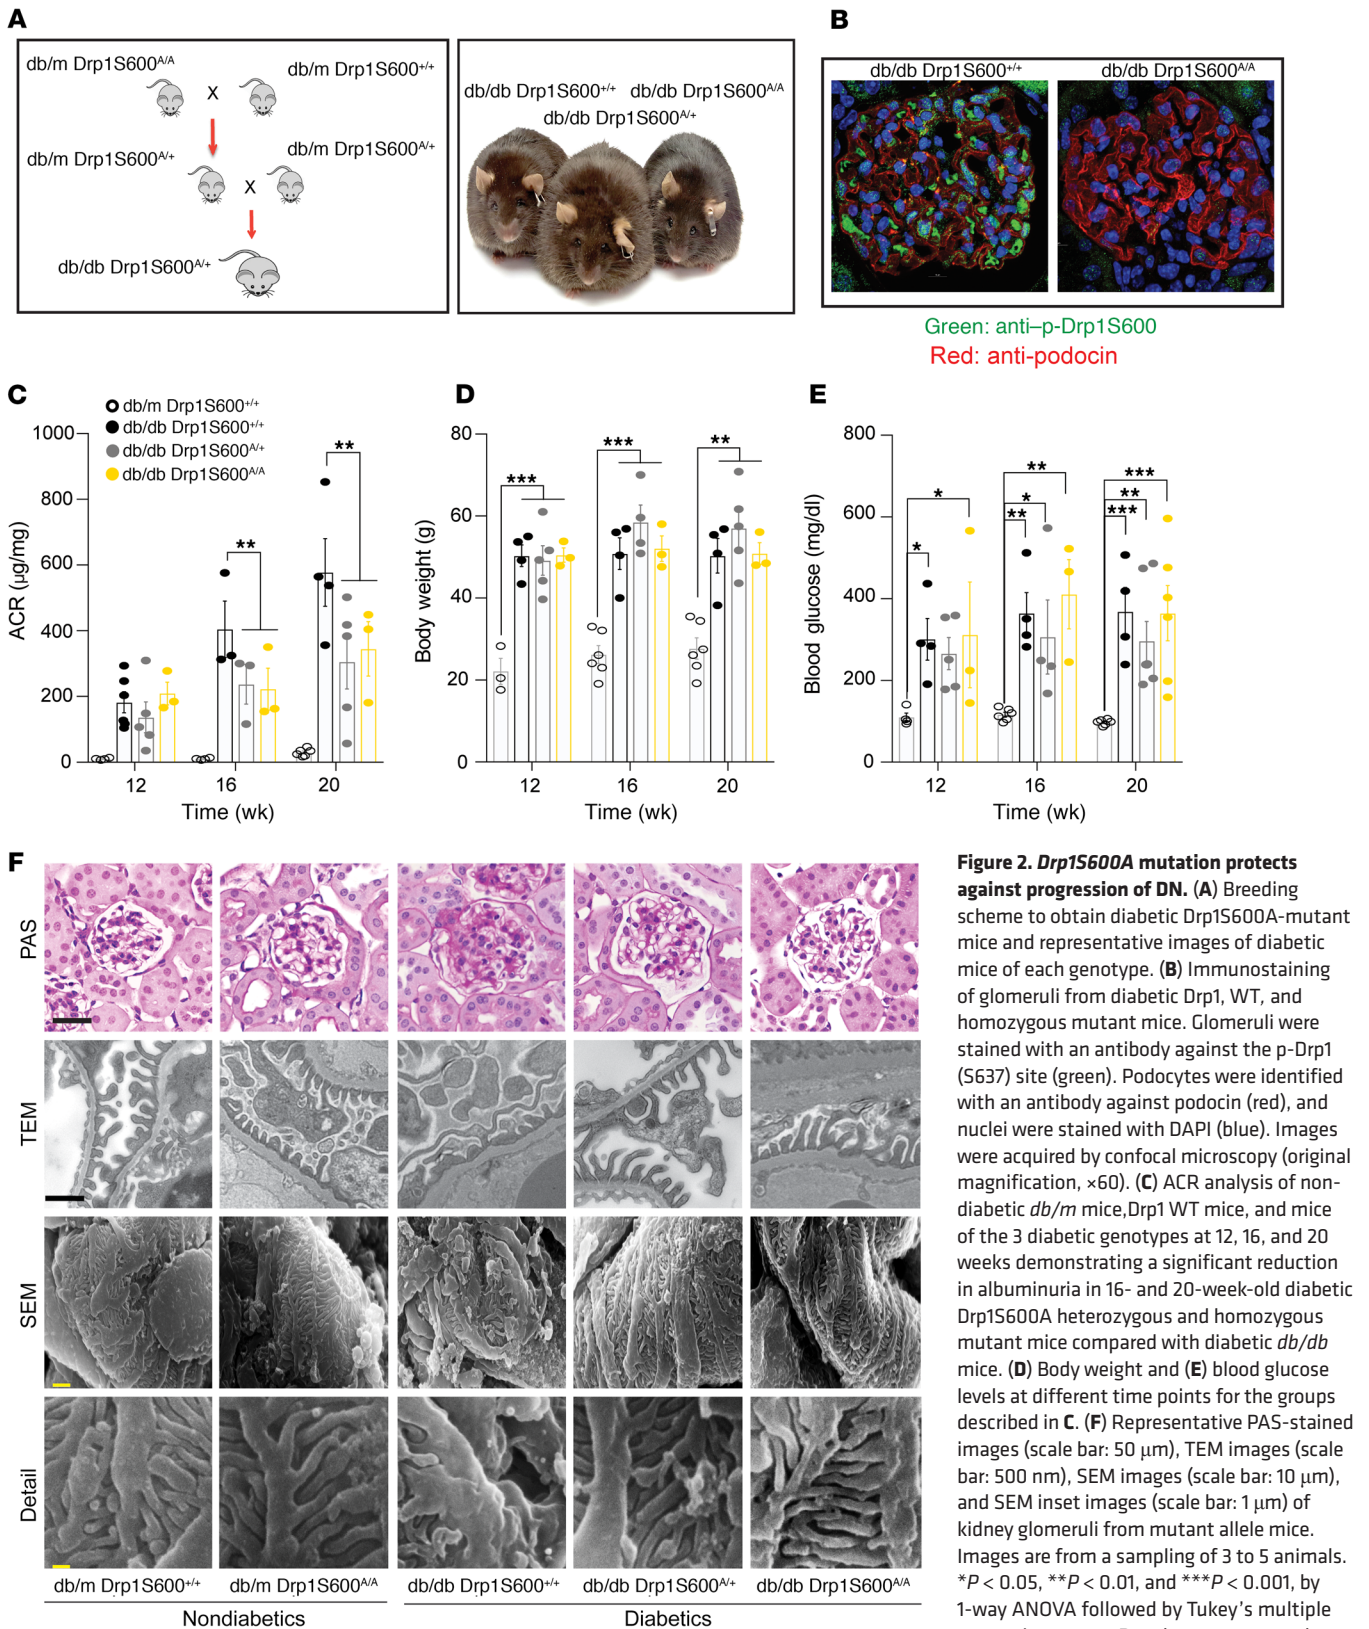 A
db/m Drp1S600A/A
db/m Drp1S600+/+
X
db/m Drp1S600A/+
db/m Drp1S600A/+
X
db/db Drp1S600A/+
db/db Drp1S600+/+ db/db Drp1S600A/A
db/db Drp1S600A/+
B
db/db Drp1S600+/+ db/db Drp1S600A/A
Green: anti–p-Drp1S600
Red: anti-podocin
C
db/m Drp1S600+/+
db/db Drp1S600+/+
db/db Drp1S600A/+
db/db Drp1S600A/A
ACR (µg/mg)
1000
800
600
400
200
0
**
**
12 16 20
Time (wk)
D
Body weight (g)
80
60
40
20
0
***
***
**
12 16 20
Time (wk)
E
Blood glucose (mg/dl)
800
600
400
200
0
*
*
**
*
**
***
**
***
12 16 20
Time (wk)
F
PAS
TEM
SEM
Detail
db/m Drp1S600+/+ db/m Drp1S600A/A db/db Drp1S600+/+ db/db Drp1S600A/+ db/db Drp1S600A/A
Nondiabetics Diabetics
Figure 2. Drp1S600A mutation protects
against progression of DN. (A) Breeding
scheme to obtain diabetic Drp1S600A-mutant
mice and representative images of diabetic
mice of each genotype. (B) Immunostaining
of glomeruli from diabetic Drp1, WT, and
homozygous mutant mice. Glomeruli were
stained with an antibody against the p-Drp1
(S637) site (green). Podocytes were identified
with an antibody against podocin (red), and
nuclei were stained with DAPI (blue). Images
were acquired by confocal microscopy (original
magnification, ×60). (C) ACR analysis of non-
diabetic db/m mice,Drp1 WT mice, and mice
of the 3 diabetic genotypes at 12, 16, and 20
weeks demonstrating a significant reduction
in albuminuria in 16- and 20-week-old diabetic
Drp1S600A heterozygous and homozygous
mutant mice compared with diabetic db/db
mice. (D) Body weight and (E) blood glucose
levels at different time points for the groups
described in C. (F) Representative PAS-stained
images (scale bar: 50 µm), TEM images (scale
bar: 500 nm), SEM images (scale bar: 10 µm),
and SEM inset images (scale bar: 1 µm) of
kidney glomeruli from mutant allele mice.
Images are from a sampling of 3 to 5 animals.
*P < 0.05, **P < 0.01, and ***P < 0.001, by
1-way ANOVA followed by Tukey's multiple